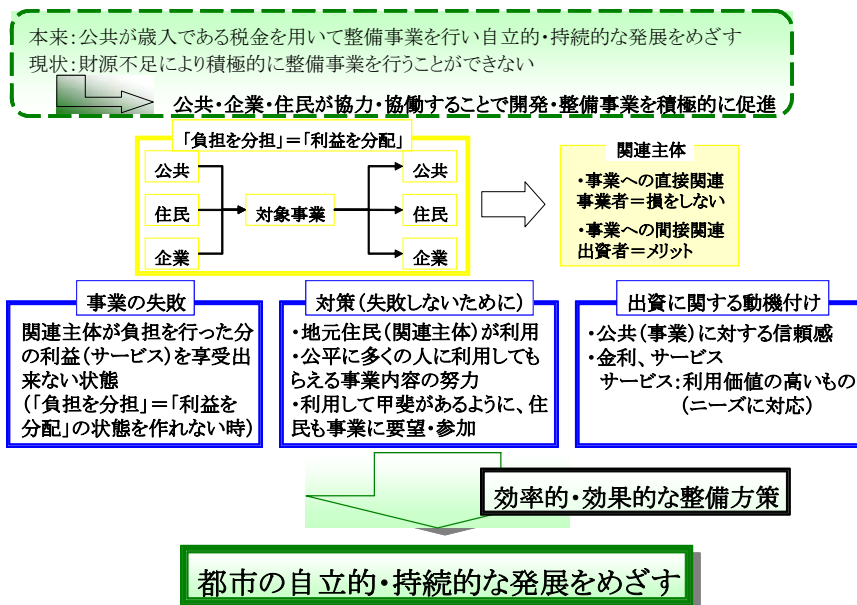 本来:公共が歳入である税金を用いて整備事業を行い自立的・持続的な発展をめざす
現状:財源不足により積極的に整備事業を行うことができない
公共・企業・住民が協力・協働することで開発・整備事業を積極的に促進
「負担を分担」=「利益を分配」
公共
住民
企業
対象事業
公共
住民
企業
関連主体
・事業への直接関連
事業者=損をしない
・事業への間接関連
出資者=メリット
事業の失敗
関連主体が負担を行った分
の利益(サービス)を享受出
来ない状態
(「負担を分担」=「利益を
分配」の状態を作れない時)
対策(失敗しないために)
・地元住民(関連主体)が利用
・公平に多くの人に利用しても
らえる事業内容の努力
・利用して甲斐があるように、住
民も事業に要望・参加
出資に関する動機付け
・公共(事業)に対する信頼感
・金利、サービス
サービス:利用価値の高いもの
(ニーズに対応)
効率的・効果的な整備方策
都市の自立的・持続的な発展をめざす